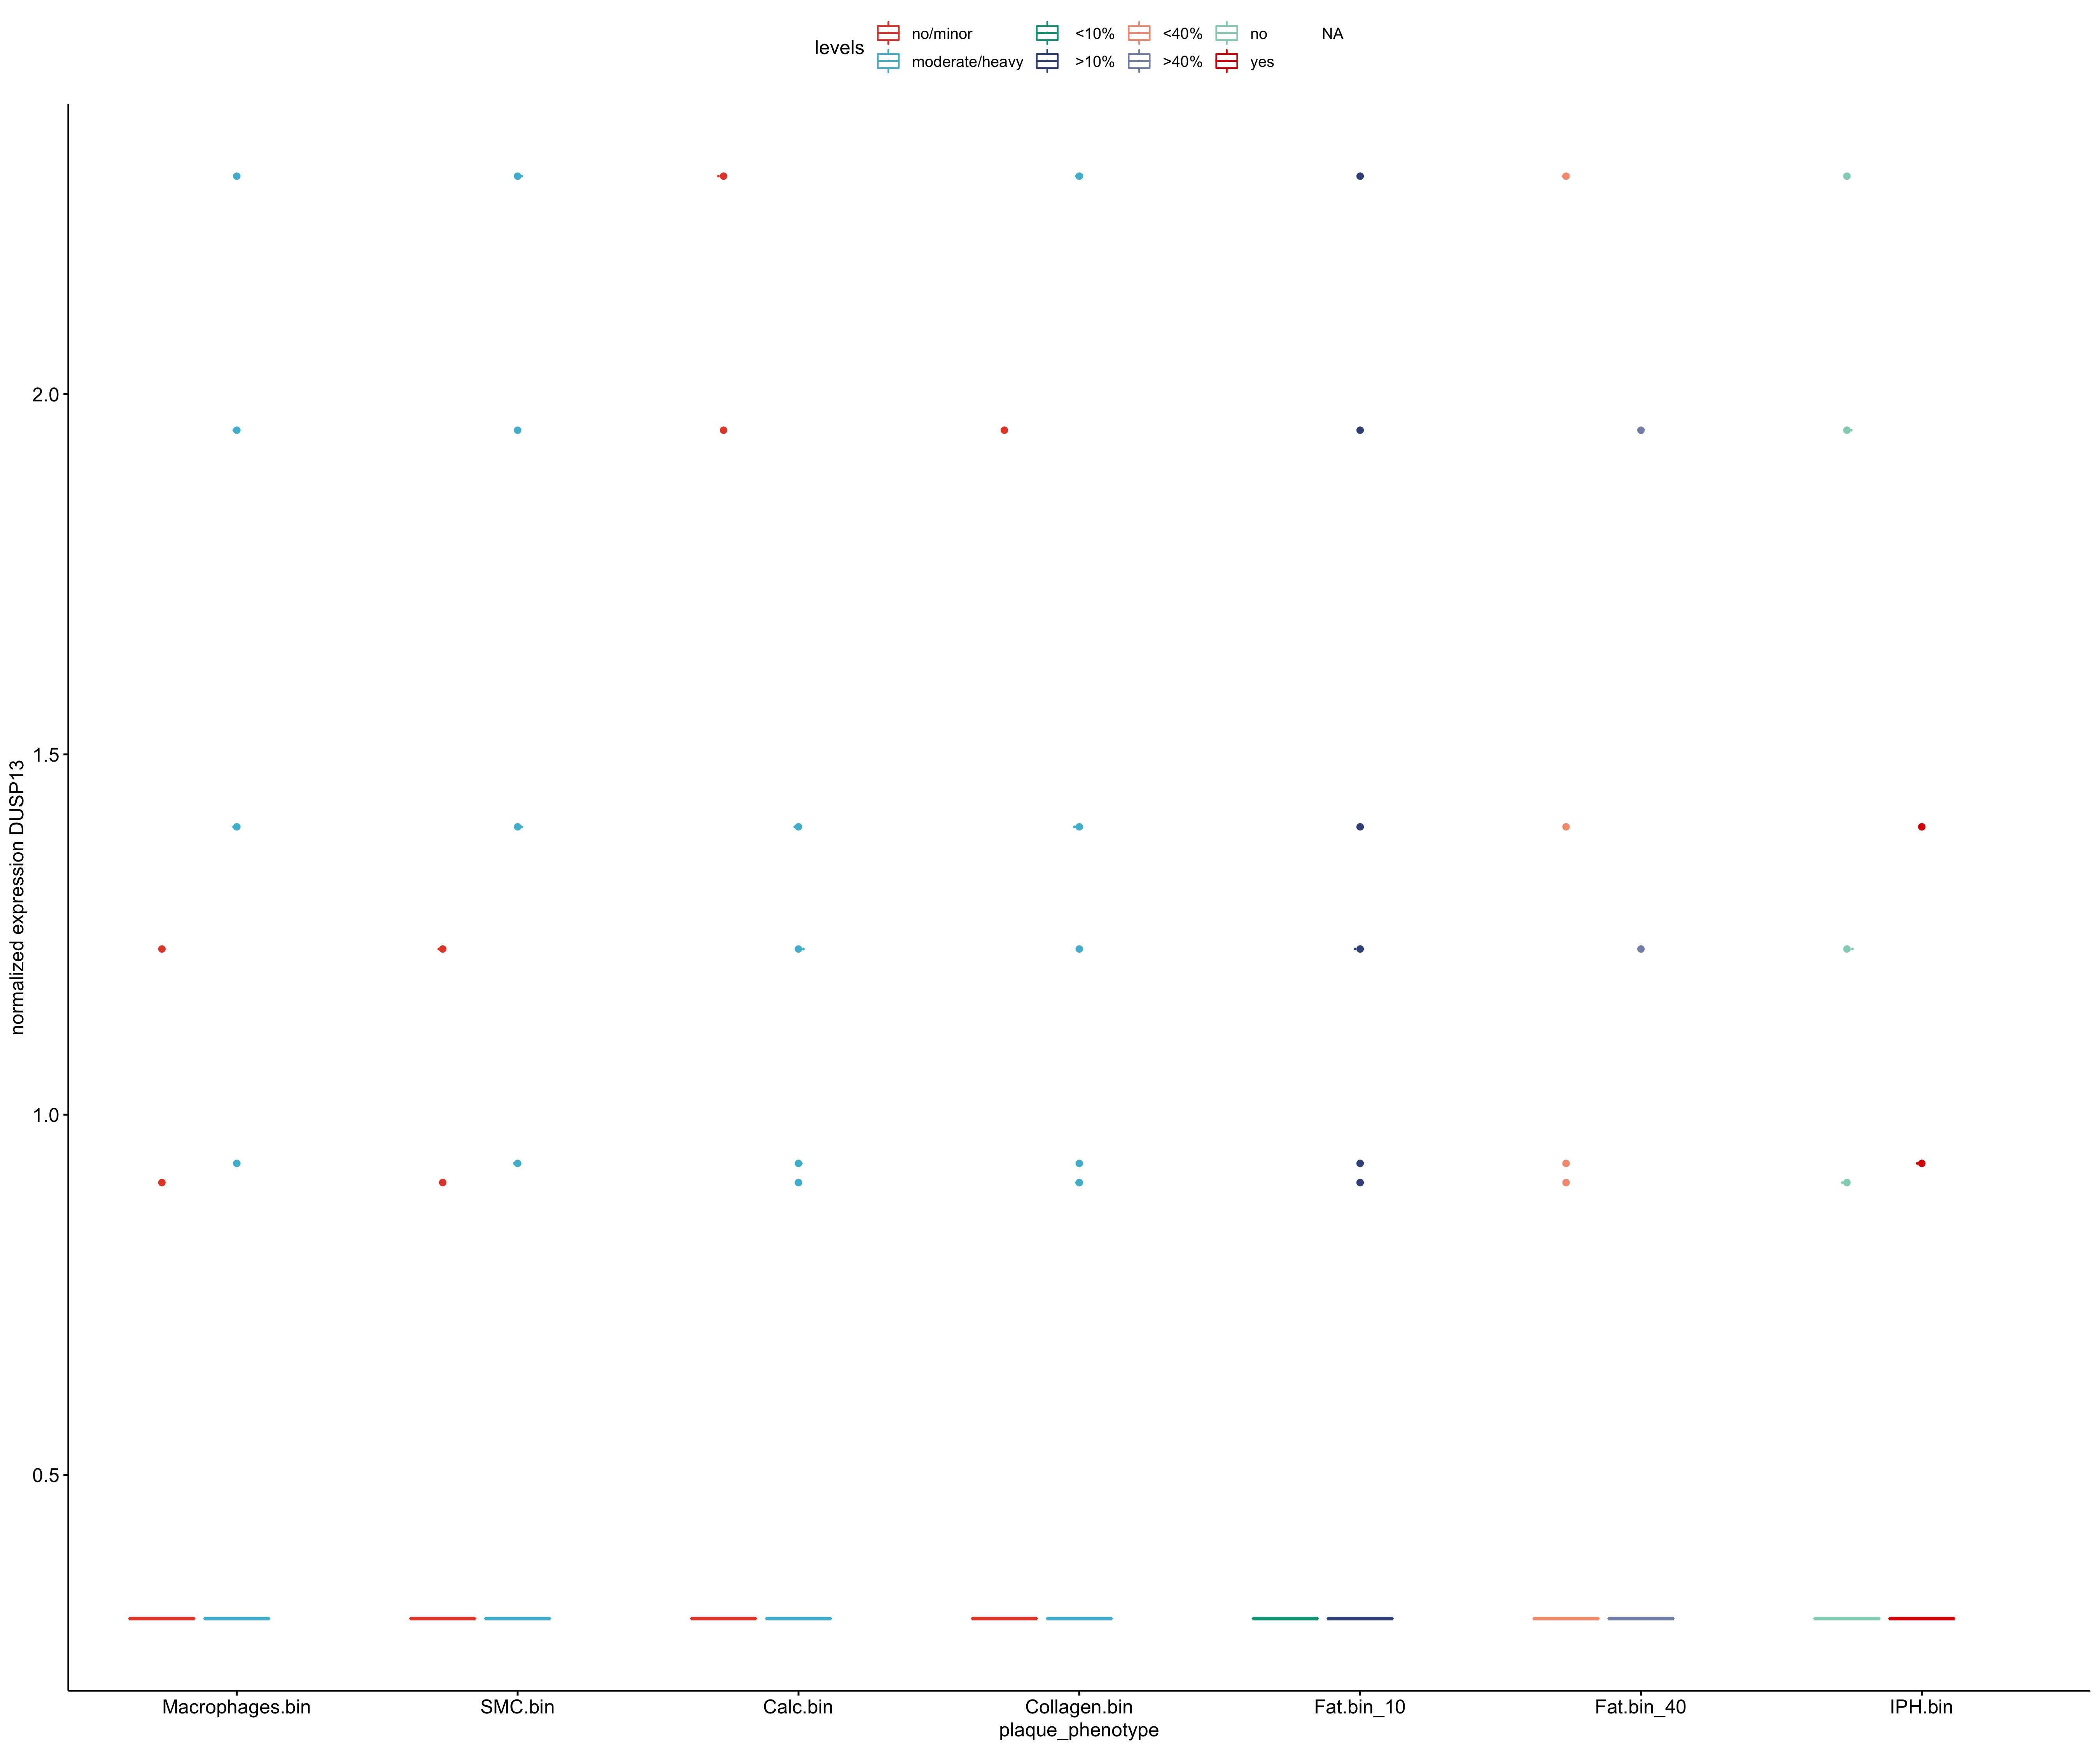 levels
no/minor <10% <40% no NA
moderate/heavy >10% >40% yes
normalized expression DUSP13
2.0
1.5
1.0
0.5
Macrophages.bin SMC.bin Calc.bin Collagen.bin Fat.bin_10 Fat.bin_40 IPH.bin
plaque_phenotype